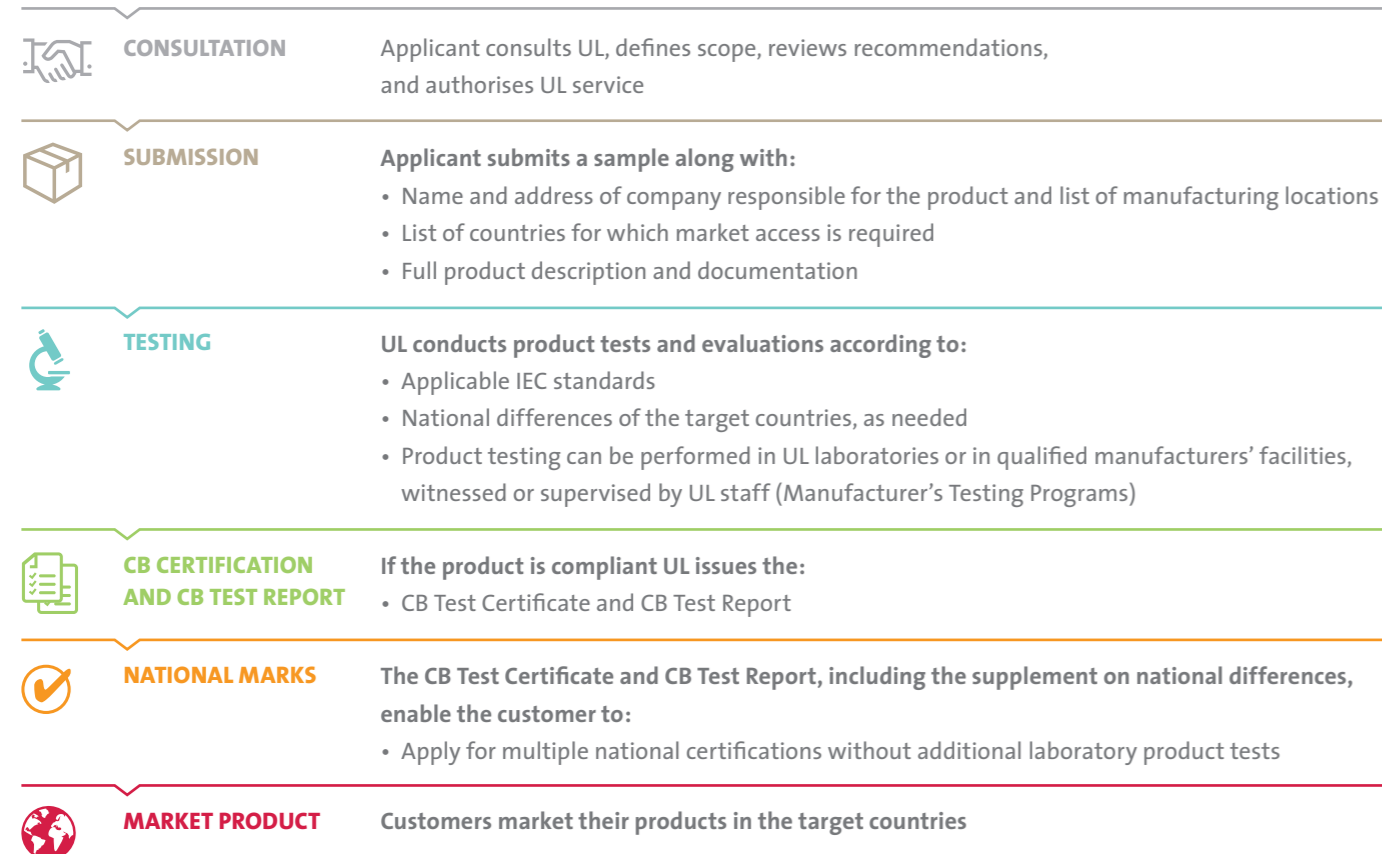 CONSULTATION
Applicant consults UL, defines scope, reviews recommendations,
and authorises UL service
SUBMISSION
Applicant submits a sample along with:
• Name and address of company responsible for the product and list of manufacturing locations
• List of countries for which market access is required
• Full product description and documentation
TESTING
UL conducts product tests and evaluations according to:
• Applicable IEC standards
• National differences of the target countries, as needed
• Product testing can be performed in UL laboratories or in qualified manufacturers’ facilities,
witnessed or supervised by UL staff (Manufacturer’s Testing Programs)
CB CERTIFICATION
AND CB TEST REPORT
If the product is compliant UL issues the:
• CB Test Certificate and CB Test Report
NATIONAL MARKS
The CB Test Certificate and CB Test Report, including the supplement on national differences,
enable the customer to:
• Apply for multiple national certifications without additional laboratory product tests
MARKET PRODUCT
Customers market their products in the target countries